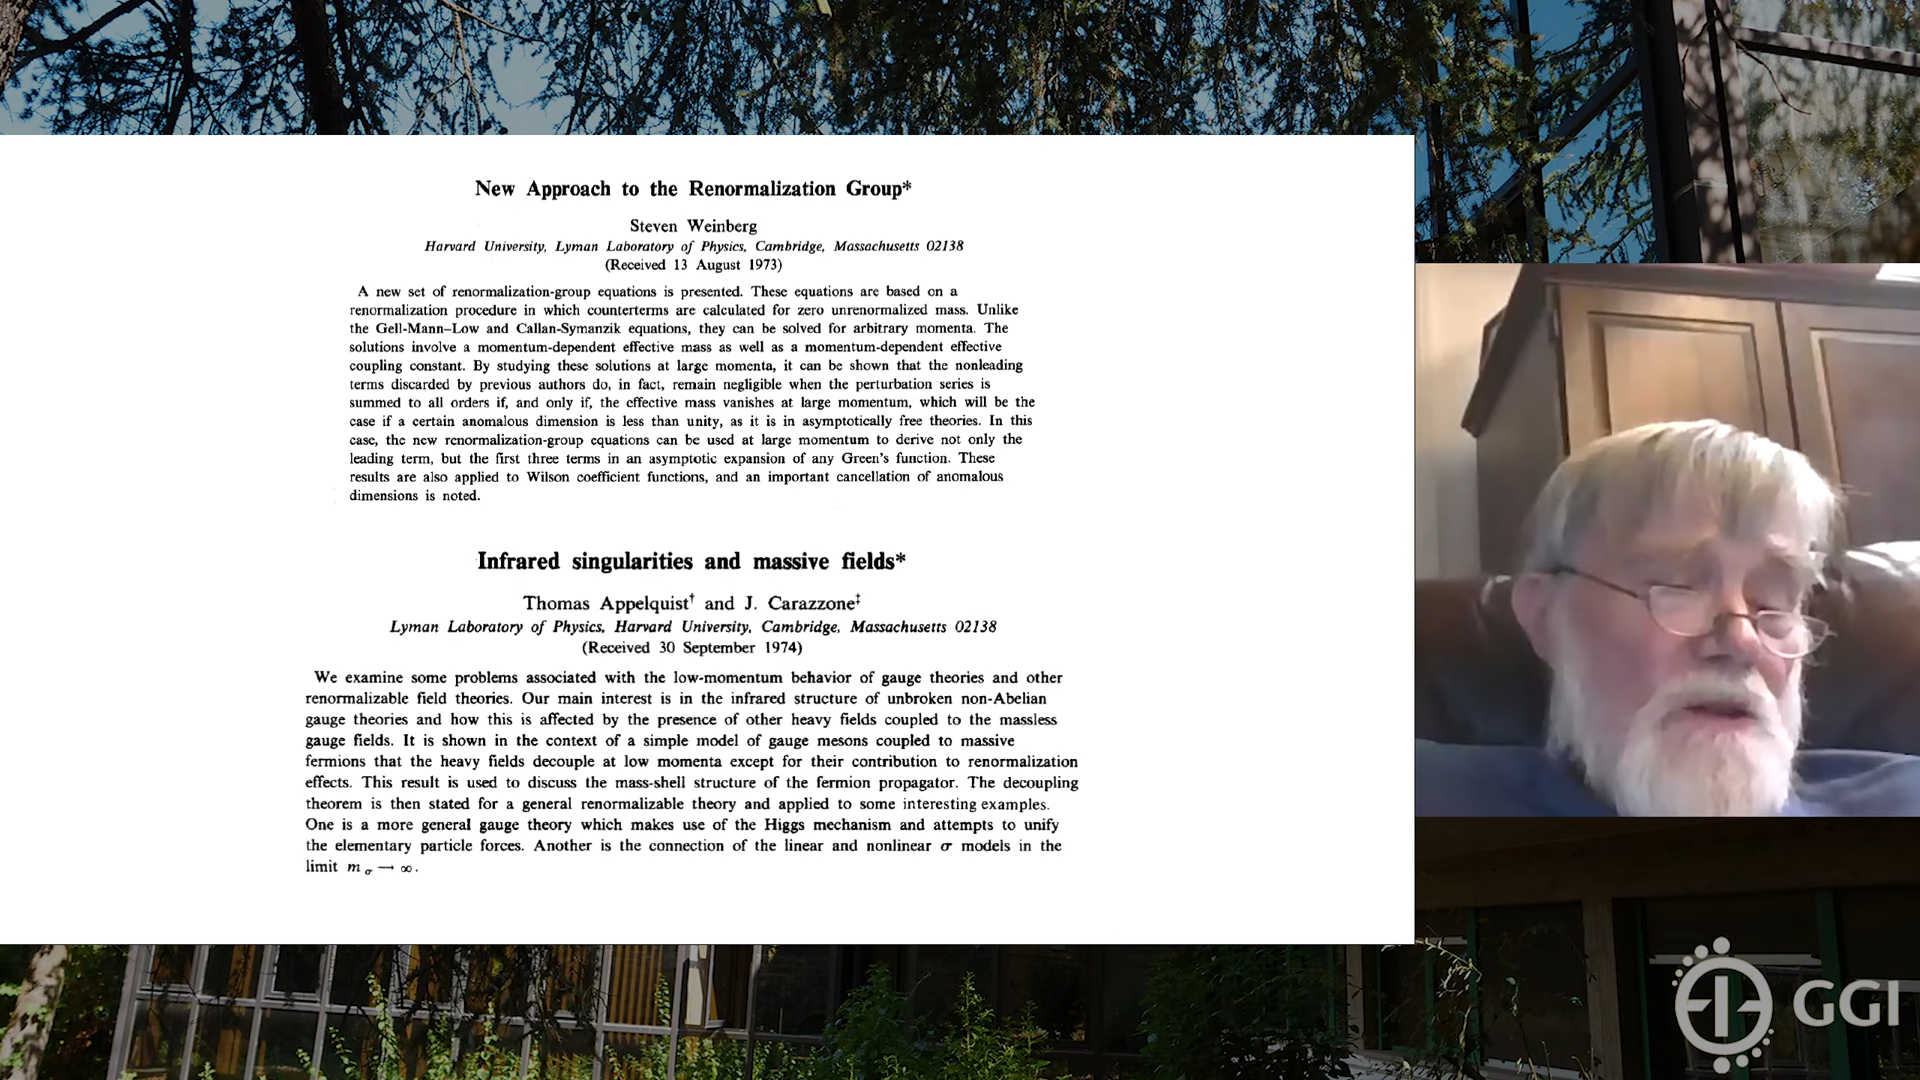 New Approach to the Renormalization Group*
Steven Weinberg
Harvard University, Lyman Laboratory of Physics, Cambridge, Massachusetts 02138
(Received 13 August 1973)
A new set of renormalization-group equations is presented. These equations are based on a
renormalization procedure in which counterterms are calculated for zero unrenormalized mass. Unlike
the Gell-Mann–Low and Callan-Symanzik equations, they can be solved for arbitrary momenta. The
solutions involve a momentum-dependent effective mass as well as a momentum-dependent effective
coupling constant. By studying these solutions at large momenta, it can be shown that the nonleading
terms discarded by previous authors do, in fact, remain negligible when the perturbation series is
summed to all orders if, and only if, the effective mass vanishes at large momentum, which will be the
case if a certain anomalous dimension is less than unity, as it is in asymptotically free theories. In this
case, the new renormalization-group equations can be used at large momentum to derive not only the
leading term, but the first three terms in an asymptotic expansion of any Green's function. These
results are also applied to Wilson coefficient functions, and an important cancellation of anomalous
dimensions is noted.
Infrared singularities and massive fields*
Thomas Appelquist† and J. Carazzone‡
Lyman Laboratory of Physics, Harvard University, Cambridge, Massachusetts 02138
(Received 30 September 1974)
We examine some problems associated with the low-momentum behavior of gauge theories and other
renormalizable field theories. Our main interest is in the infrared structure of unbroken non-Abelian
gauge theories and how this is affected by the presence of other heavy fields coupled to the massless
gauge fields. It is shown in the context of a simple model of gauge mesons coupled to massive
fermions that the heavy fields decouple at low momenta except for their contribution to renormalization
effects. This result is used to discuss the mass-shell structure of the fermion propagator. The decoupling
theorem is then stated for a general renormalizable theory and applied to some interesting examples.
One is a more general gauge theory which makes use of the Higgs mechanism and attempts to unify
the elementary particle forces. Another is the connection of the linear and nonlinear σ models in the
limit m σ → ∞.
GGI